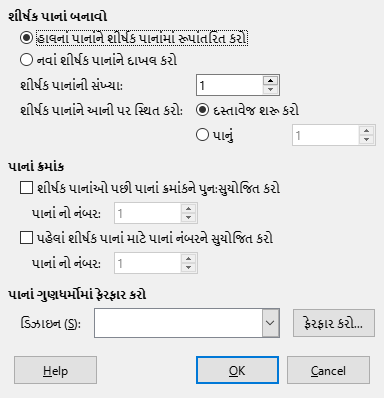 શીર્ષક પાનાં બનાવો
હાલનાં પાનાંને શીર્ષક પાનાંમાં રૂપાંતરિત કરો
નવાં શીર્ષક પાનાંને દાખલ કરો
શીર્ષક પાનાંની સંખ્યા: 1
શીર્ષક પાનાંને આની પર સ્થિત કરો: દસ્તાવેજ શરૂ કરો
પાનું 1
પાનાં ક્રમાંક
શીર્ષક પાનાંઓ પછી પાનાં ક્રમાંકને પુન:સુયોજિત કરો
પાનાં નો નંબર: 1
પહેલાં શીર્ષક પાનાં માટે પાનાં નંબરને સુયોજિત કરો
પાનાં નો નંબર: 1
પાનાં ગુણધર્મોમાં ફેરફાર કરો
ડિઝાઇન (S): ફેરફાર કરો...
Help OK Cancel